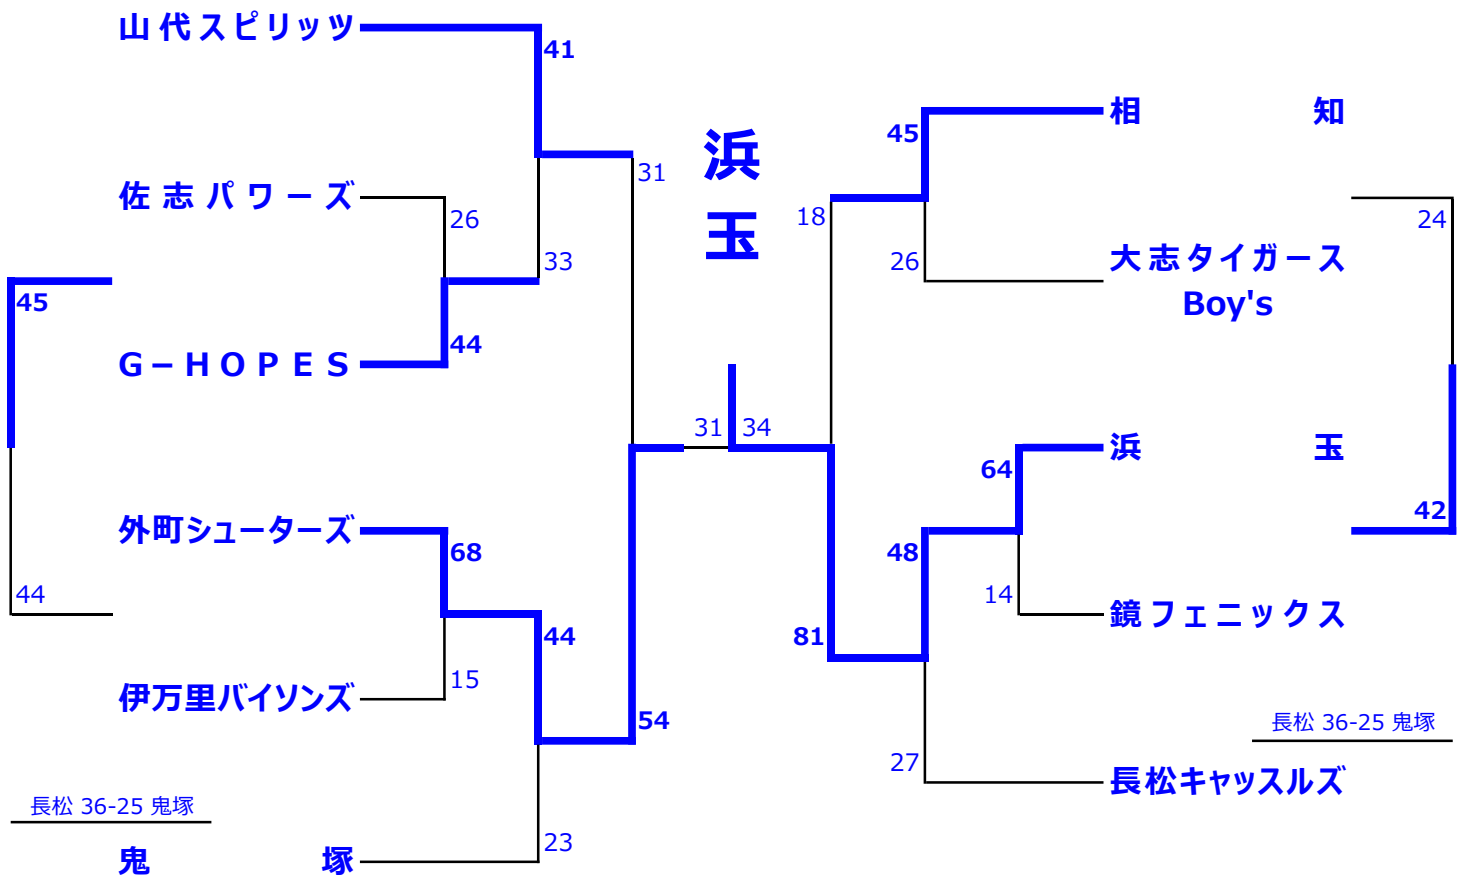 山代スピリッツ
41
佐志パワーズ
26
33
45
G－HOPES
44
31
外町シューターズ
68
44
44
伊万里バイソンズ
15
54
長松 36-25 鬼塚
鬼塚
23
浜
玉
31
34
相知
45
18
26
大志タイガース
Boy's
24
浜玉
64
48
42
14
鏡フェニックス
81
27
長松 36-25 鬼塚
長松キャッスルズ